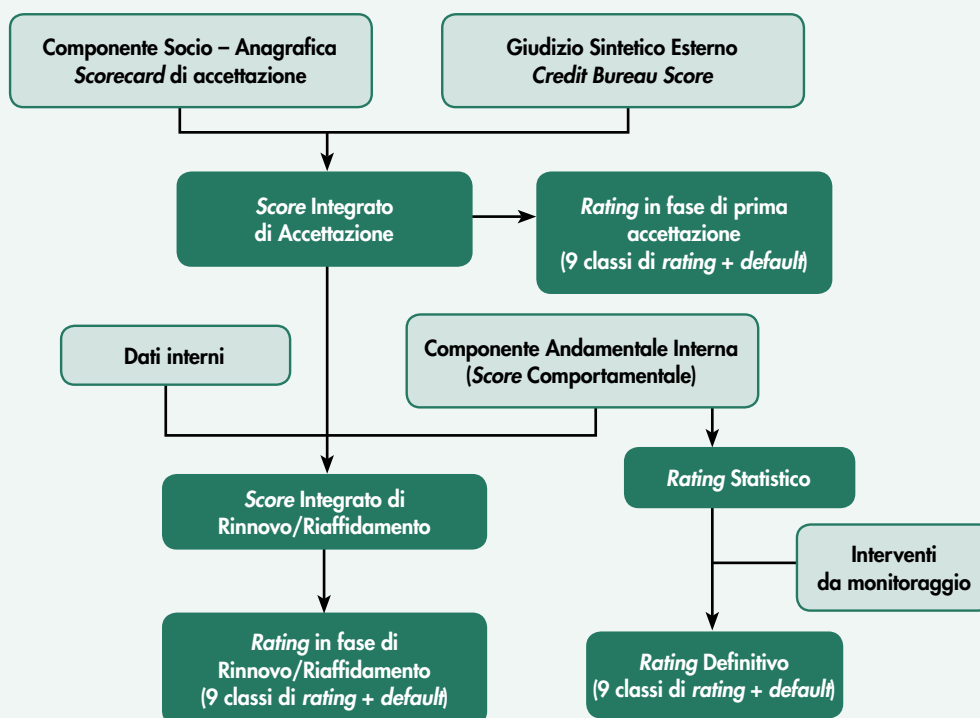 Componente Socio – Anagrafica
Scorecard di accettazione
Giudizio Sintetico Esterno
Credit Bureau Score
Score Integrato
di Accettazione
Rating in fase di prima
accettazione
(9 classi di rating + default)
Dati interni
Componente Andamentale Interna
(Score Comportamentale)
Score Integrato di
Rinnovo/Riaffidamento
Rating Statistico
Interventi
da monitoraggio
Rating in fase di
Rinnovo/Riaffidamento
(9 classi di rating + default)
Rating Definitivo
(9 classi di rating + default)